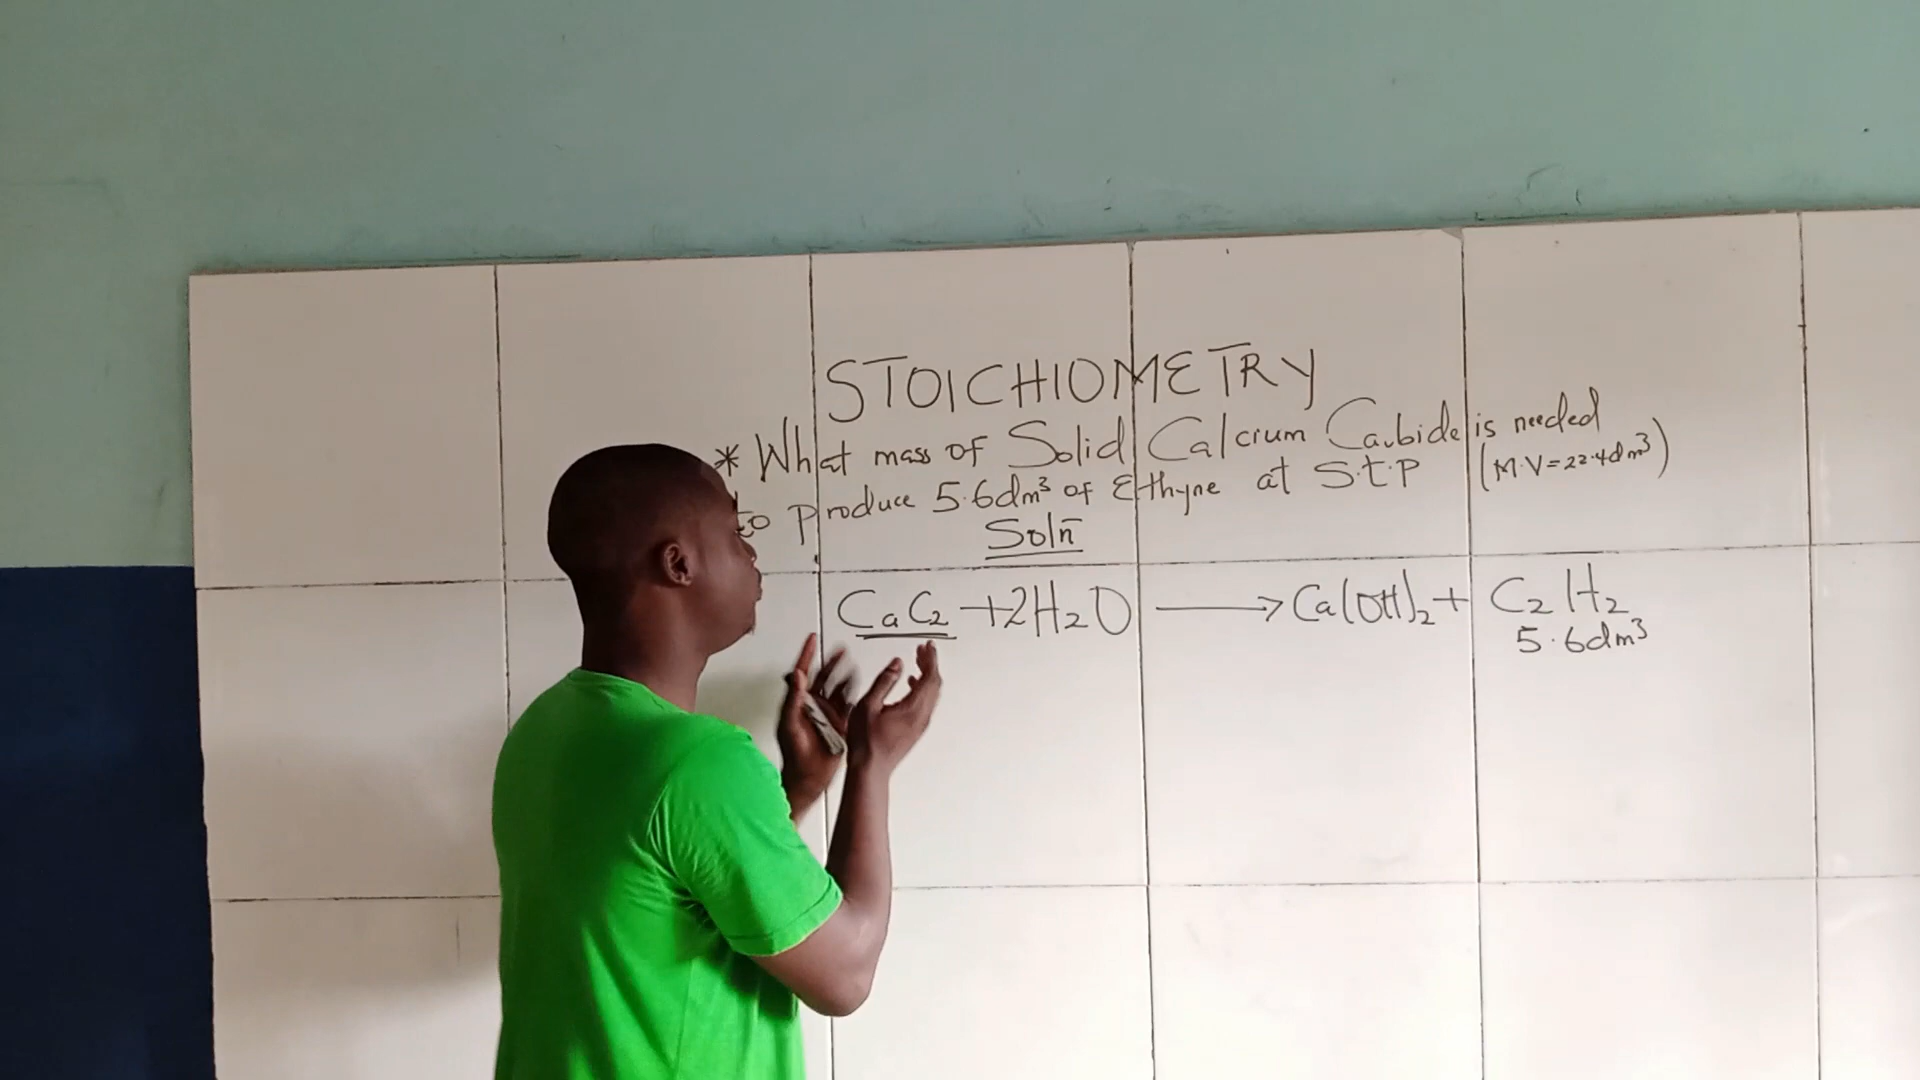 STOICHIOMETRY
* What mass of Solid Calcium Carbide is needed
to produce 5.6dm³ of Ethyne at S.t.p (M.V=22.4dm³)
Soln̄
CaC₂ +2H₂O ⟶ Ca(OH)₂+ C₂H₂
5.6dm³